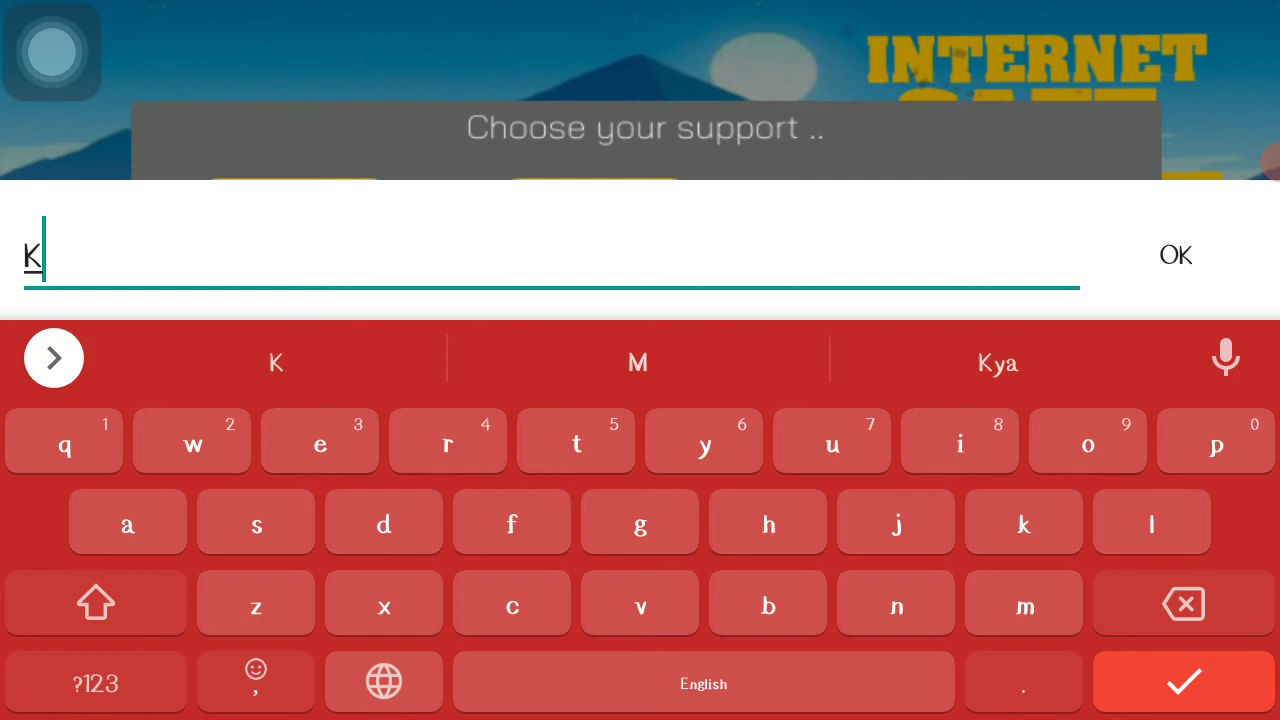 INTERNET
Choose your support ..
K
OK
K M Kya
q 1 w 2 e 3 r 4 t 5 y 6 u 7 i 8 o 9 p 0
a s d f g h j k l
z x c v b n m
?123 , English .